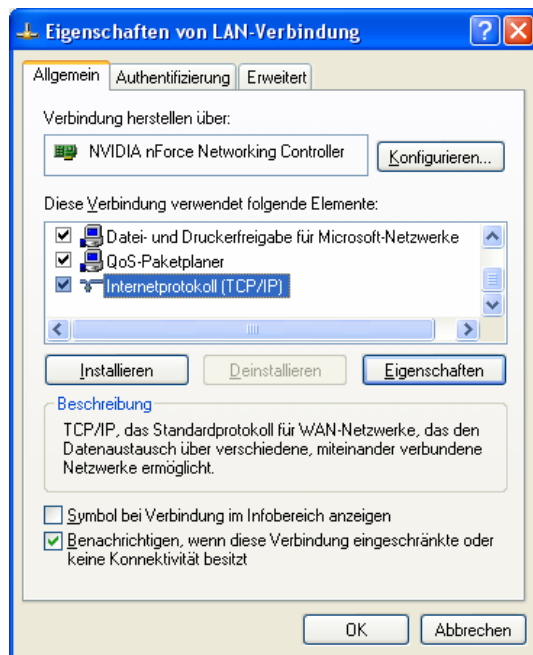 Eigenschaften von LAN-Verbindung
Allgemein Authentifizierung Erweitert
Verbindung herstellen über:
NVIDIA nForce Networking Controller Konfigurieren...
Diese Verbindung verwendet folgende Elemente:
Datei- und Druckerfreigabe für Microsoft-Netzwerke
QoS-Paketplaner
Internetprotokoll (TCP/IP)
Installieren Deinstallieren Eigenschaften
Beschreibung
TCP/IP, das Standardprotokoll für WAN-Netzwerke, das den
Datenaustausch über verschiedene, miteinander verbundene
Netzwerke ermöglicht.
Symbol bei Verbindung im Infobereich anzeigen
Benachrichtigen, wenn diese Verbindung eingeschränkte oder
keine Konnektivität besitzt
OK Abbrechen